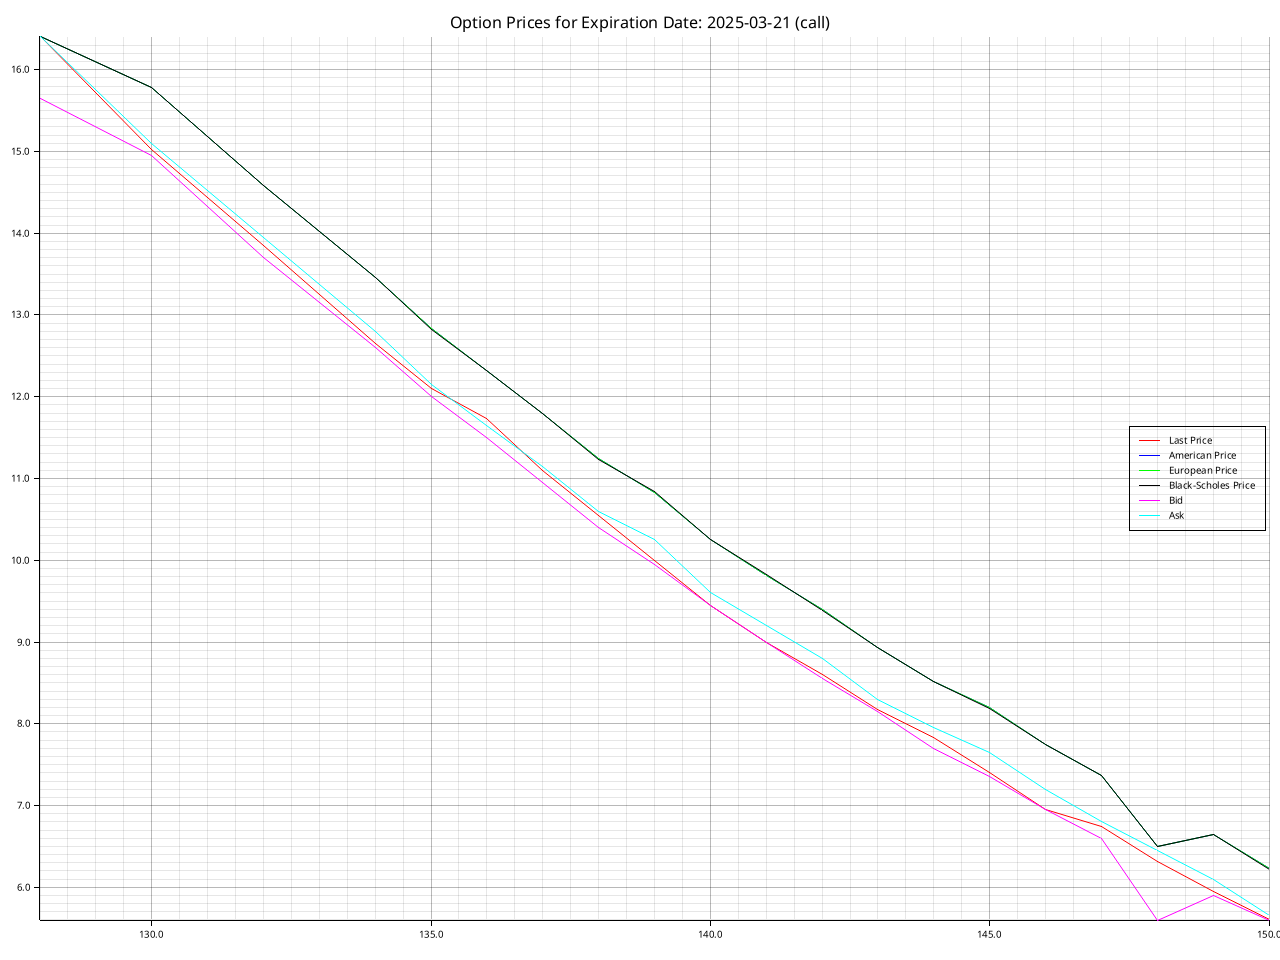 Option Prices for Expiration Date: 2025-03-21 (call)
16.0
15.0
14.0
13.0
12.0
11.0
10.0
9.0
8.0
7.0
6.0
Last Price
American Price
European Price
Black-Scholes Price
Bid
Ask
130.0 135.0 140.0 145.0 150.0